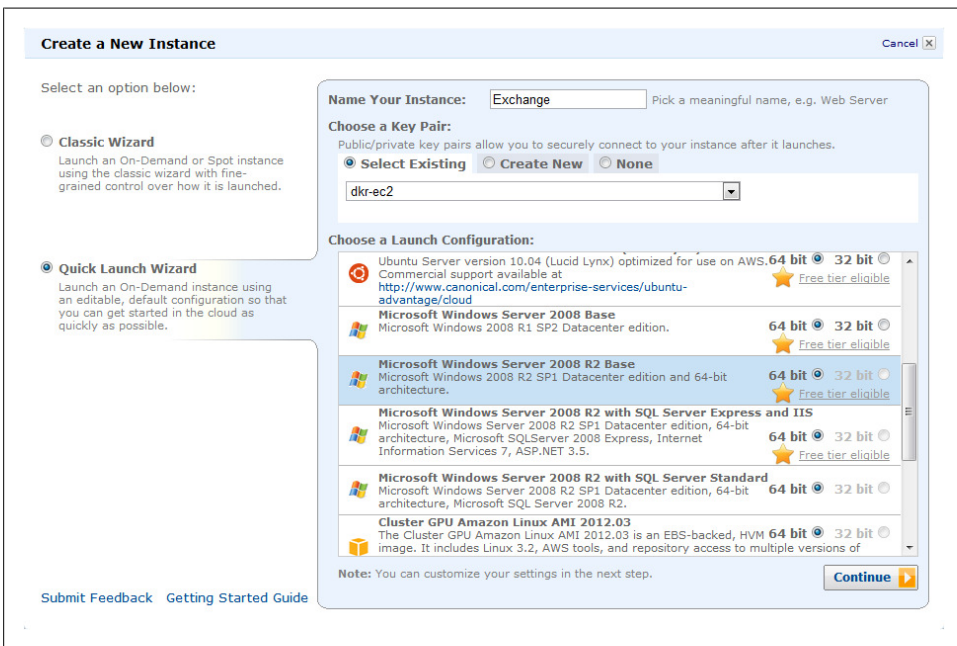 Create a New Instance
Cancel
Select an option below:
Classic Wizard
Launch an On-Demand or Spot instance
using the classic wizard with fine-
grained control over how it is launched.
Quick Launch Wizard
Launch an On-Demand instance using
an editable, default configuration so that
you can get started in the cloud as
quickly as possible.
Submit Feedback Getting Started Guide
Name Your Instance: Exchange Pick a meaningful name, e.g. Web Server
Choose a Key Pair:
Public/private key pairs allow you to securely connect to your instance after it launches.
Select Existing Create New None
dkr-ec2
Choose a Launch Configuration:
Ubuntu Server version 10.04 (Lucid Lynx) optimized for use on AWS. 64 bit 32 bit
Commercial support available at
Free tier eligible
http://www.canonical.com/enterprise-services/ubuntu-
advantage/cloud
Microsoft Windows Server 2008 Base
Microsoft Windows 2008 R1 SP2 Datacenter edition. 64 bit 32 bit
Free tier eligible
Microsoft Windows Server 2008 R2 Base
Microsoft Windows 2008 R2 SP1 Datacenter edition and 64-bit 64 bit 32 bit
architecture.
Free tier eligible
Microsoft Windows Server 2008 R2 with SQL Server Express and IIS
Microsoft Windows Server 2008 R2 SP1 Datacenter edition, 64-bit
architecture, Microsoft SQLServer 2008 Express, Internet 64 bit 32 bit
Information Services 7, ASP.NET 3.5.
Free tier eligible
Microsoft Windows Server 2008 R2 with SQL Server Standard
Microsoft Windows Server 2008 R2 SP1 Datacenter edition, 64-bit 64 bit 32 bit
architecture, Microsoft SQL Server 2008 R2.
Cluster GPU Amazon Linux AMI 2012.03
The Cluster GPU Amazon Linux AMI 2012.03 is an EBS-backed, HVM 64 bit 32 bit
image. It includes Linux 3.2, AWS tools, and repository access to multiple versions of
Note: You can customize your settings in the next step.
Continue